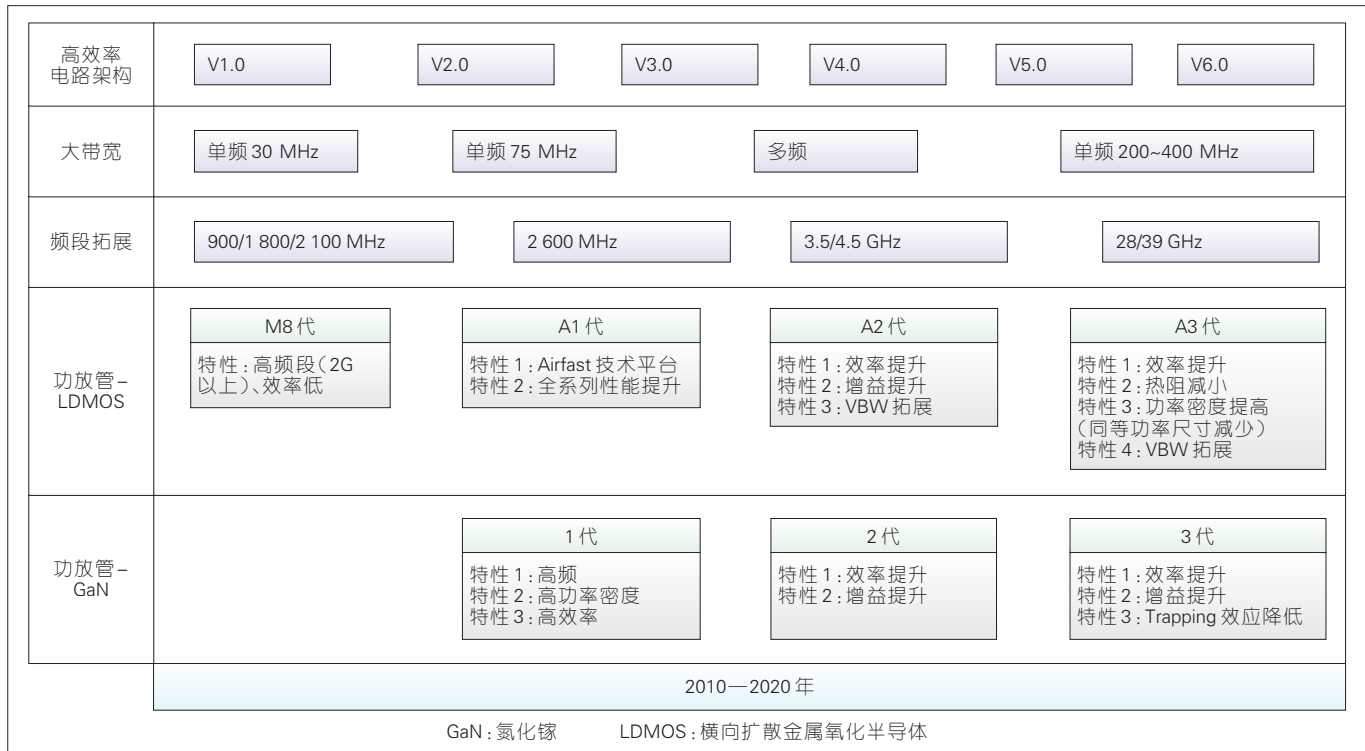 高效率
电路架构
V1.0
V2.0
V3.0
V4.0
V5.0
V6.0
大带宽
单频 30 MHz
单频 75 MHz
多频
单频 200~400 MHz
频段拓展
900/1 800/2 100 MHz
2 600 MHz
3.5/4.5 GHz
28/39 GHz
功放管–
LDMOS
M8 代
特性：高频段（2G
以上）、效率低
A1 代
特性 1：Airfast 技术平台
特性 2：全系列性能提升
A2 代
特性 1：效率提升
特性 2：增益提升
特性 3：VBW 拓展
A3 代
特性 1：效率提升
特性 2：热阻减小
特性 3：功率密度提高
（同等功率尺寸减少）
特性 4：VBW 拓展
功放管–
GaN
1 代
特性 1：高频
特性 2：高功率密度
特性 3：高效率
2 代
特性 1：效率提升
特性 2：增益提升
3 代
特性 1：效率提升
特性 2：增益提升
特性 3：Trapping 效应降低
2010—2020 年
GaN：氮化镓 LDMOS：横向扩散金属氧化半导体